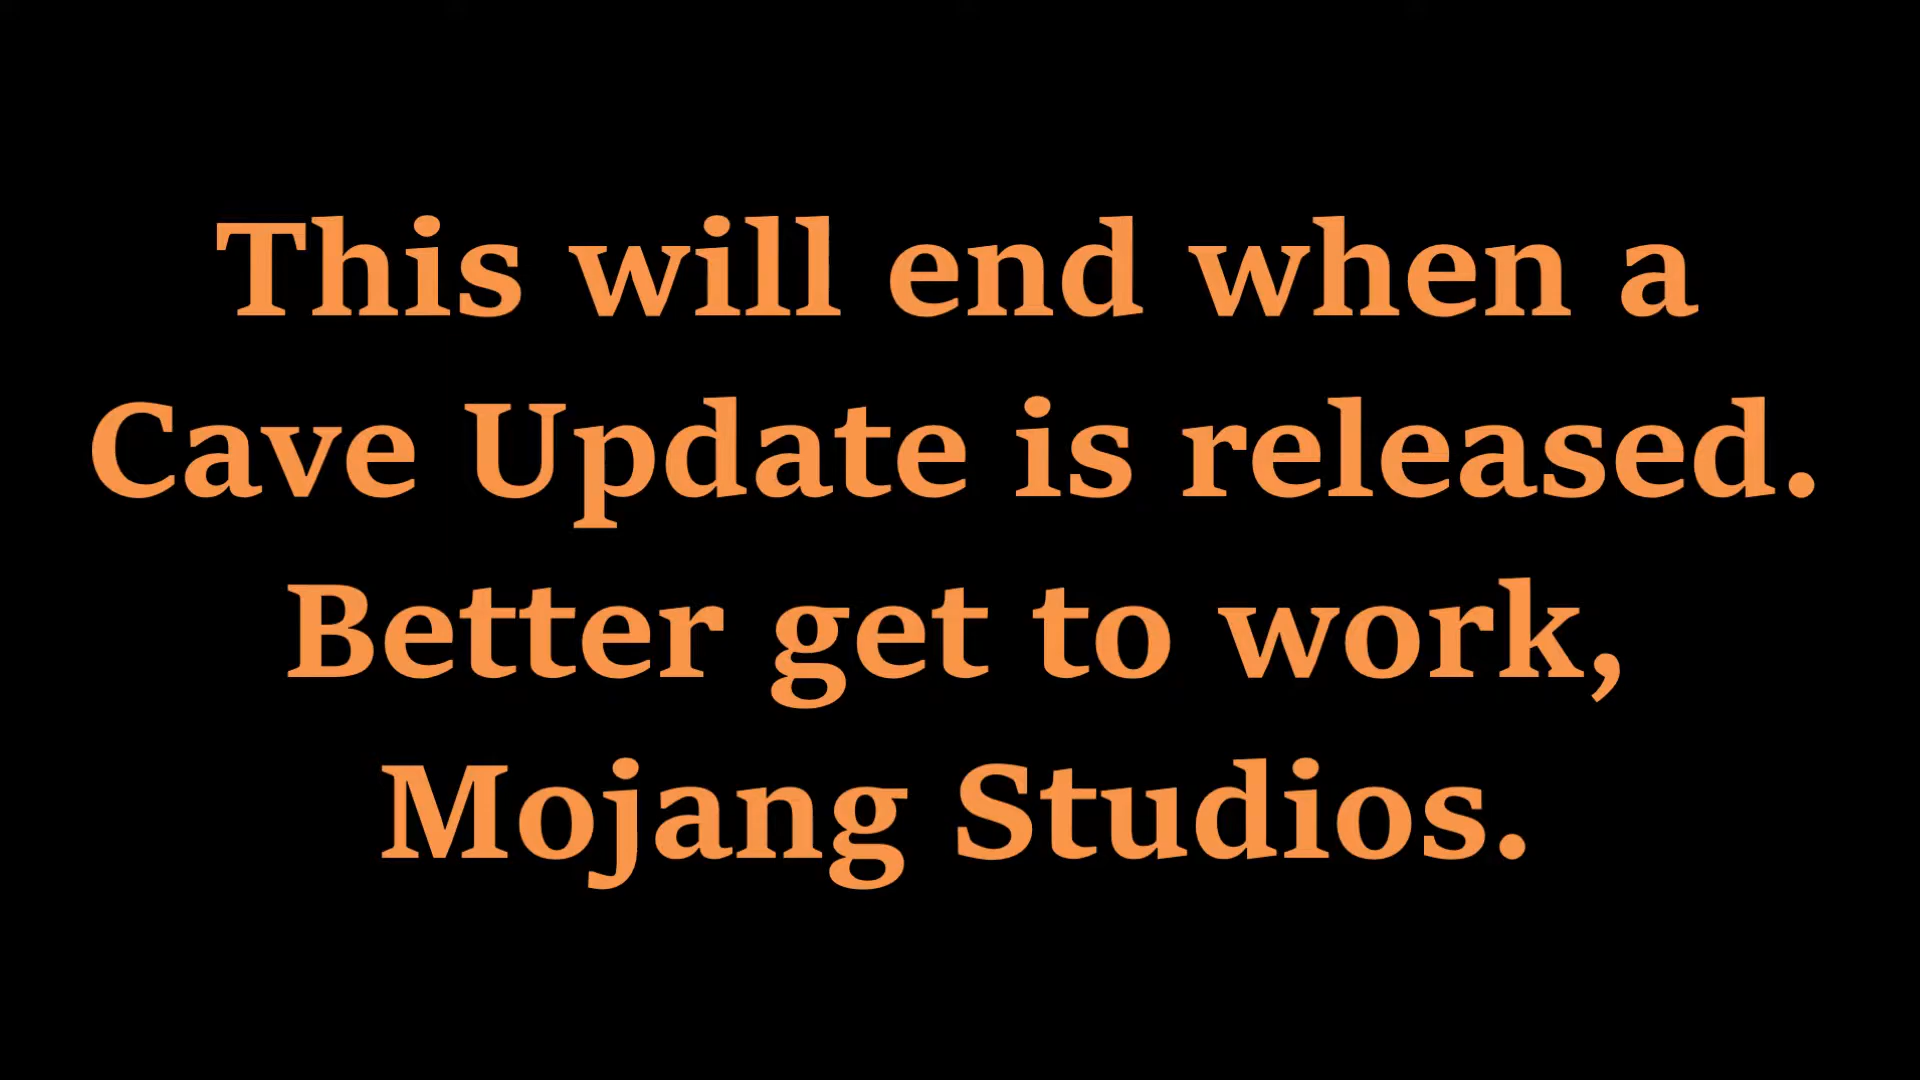 This will end when a
Cave Update is released.
Better get to work,
Mojang Studios.